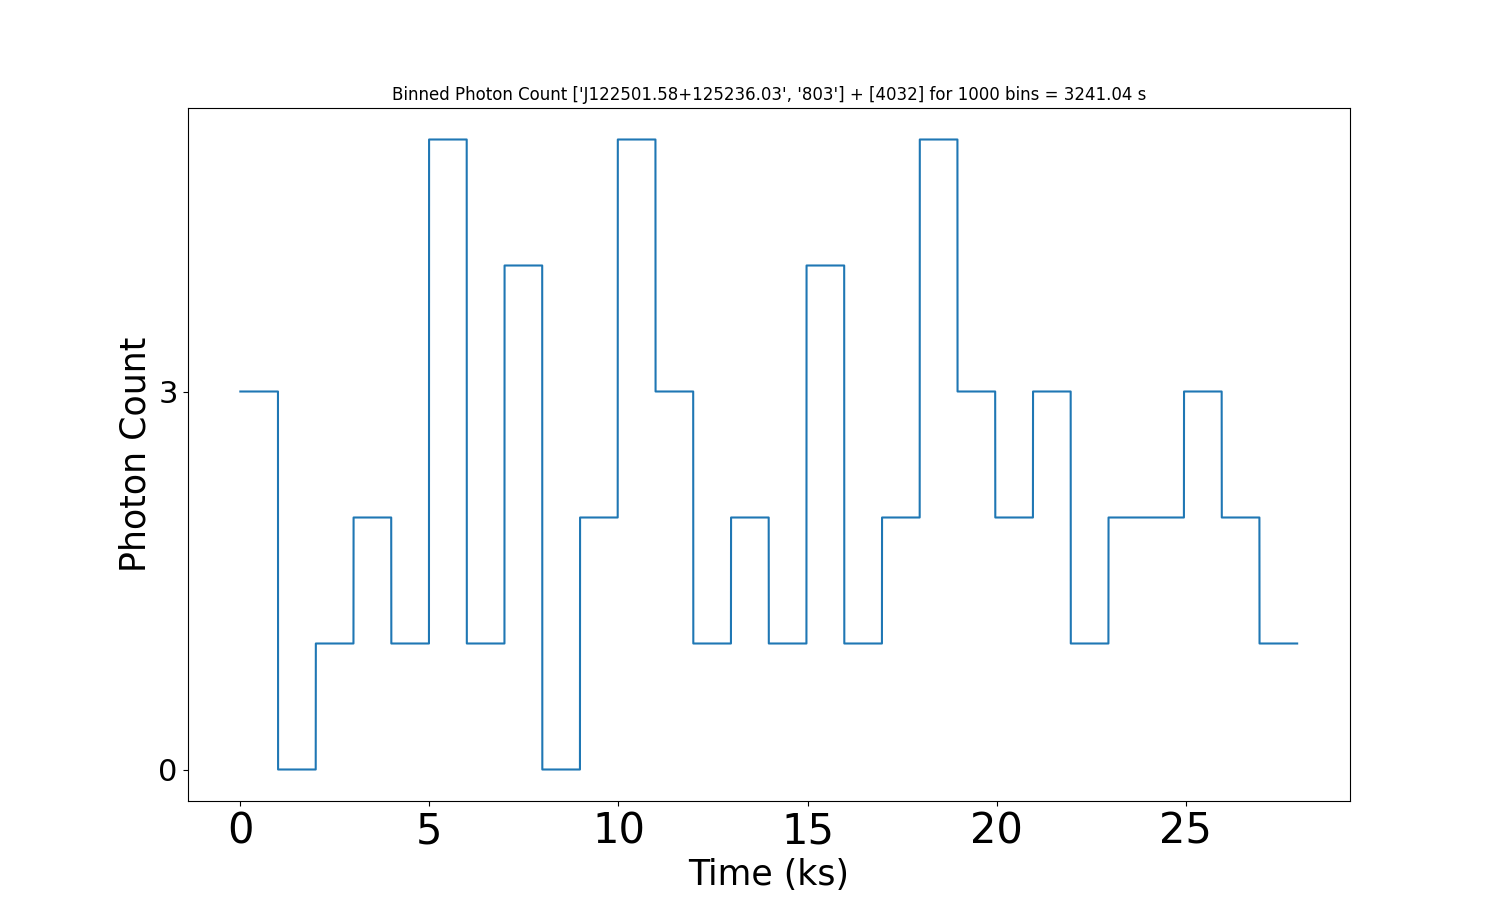 Binned Photon Count ['J122501.58+125236.03', '803'] + [4032] for 1000 bins = 3241.04 s
Photon Count
3
0
0 5 10 15 20 25
Time (ks)